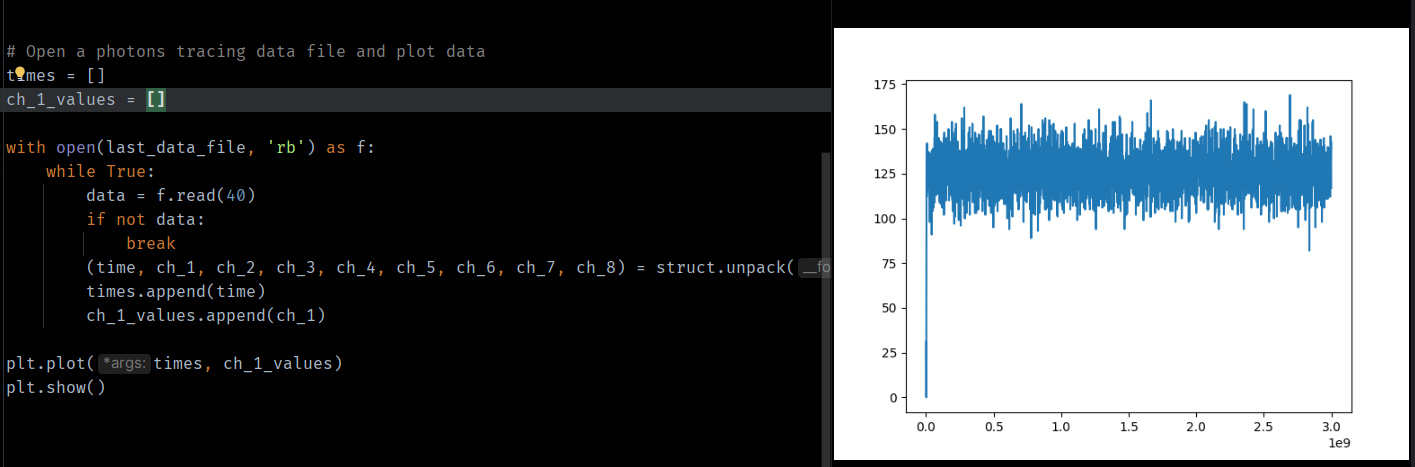 # Open a photons tracing data file and plot data
times = []
ch_1_values = []
with open(last_data_file, 'rb') as f:
while True:
data = f.read(40)
if not data:
break
(time, ch_1, ch_2, ch_3, ch_4, ch_5, ch_6, ch_7, ch_8) = struct.unpack( __fo
times.append(time)
ch_1_values.append(ch_1)
plt.plot( *args: times, ch_1_values)
plt.show()
175
150
125
100
75
50
25
0
0.0 0.5 1.0 1.5 2.0 2.5 3.0
1e9